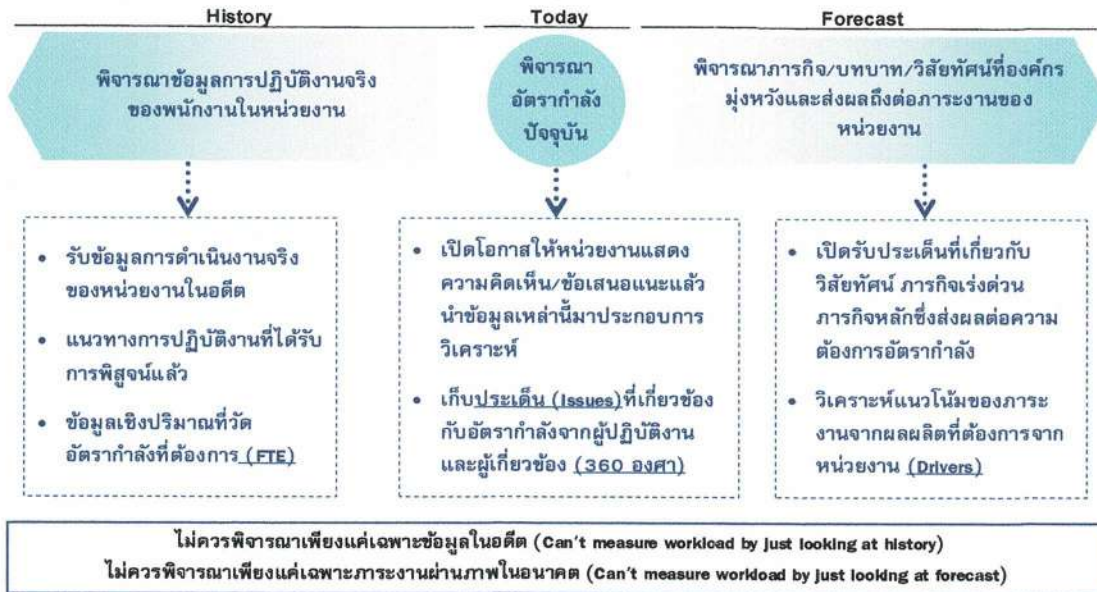 History
Today
Forecast
พิจารณาข้อมูลการปฏิบัติงานจริง
ของพนักงานในหน่วยงาน
พิจารณา
อัตรากำลัง
ปัจจุบัน
พิจารณาภารกิจ/บทบาท/วิสัยทัศน์ที่องค์กร
มุ่งหวังและส่งผลถึงต่อภาระงานของ
หน่วยงาน
• รับข้อมูลการดำเนินงานจริง
ของหน่วยงานในอดีต
• แนวทางการปฏิบัติงานที่ได้รับ
การพิสูจน์แล้ว
• ข้อมูลเชิงปริมาณที่วัด
อัตรากำลังที่ต้องการ (FTE)
• เปิดโอกาสให้หน่วยงานแสดง
ความคิดเห็น/ข้อเสนอแนะแล้ว
นำข้อมูลเหล่านี้มาประกอบการ
วิเคราะห์
• เก็บประเด็น (Issues)ที่เกี่ยวข้อง
กับอัตรากำลังจากผู้ปฏิบัติงาน
และผู้เกี่ยวข้อง (360 องศา)
• เปิดรับประเด็นที่เกี่ยวกับ
วิสัยทัศน์ ภารกิจเร่งด่วน
ภารกิจหลักซึ่งส่งผลต่อความ
ต้องการอัตรากำลัง
• วิเคราะห์แนวโน้มของภาระ
งานจากผลผลิตที่ต้องการจาก
หน่วยงาน (Drivers)
ไม่ควรพิจารณาเพียงแค่เฉพาะข้อมูลในอดีต (Can't measure workload by just looking at history)
ไม่ควรพิจารณาเพียงแค่เฉพาะภาระงานผ่านภาพในอนาคต (Can't measure workload by just looking at forecast)